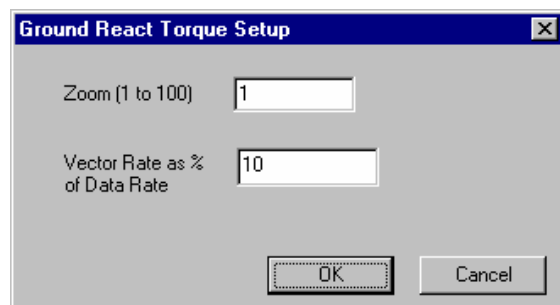 Ground React Torque Setup
Zoom (1 to 100)
1
Vector Rate as %
of Data Rate
10
OK
Cancel